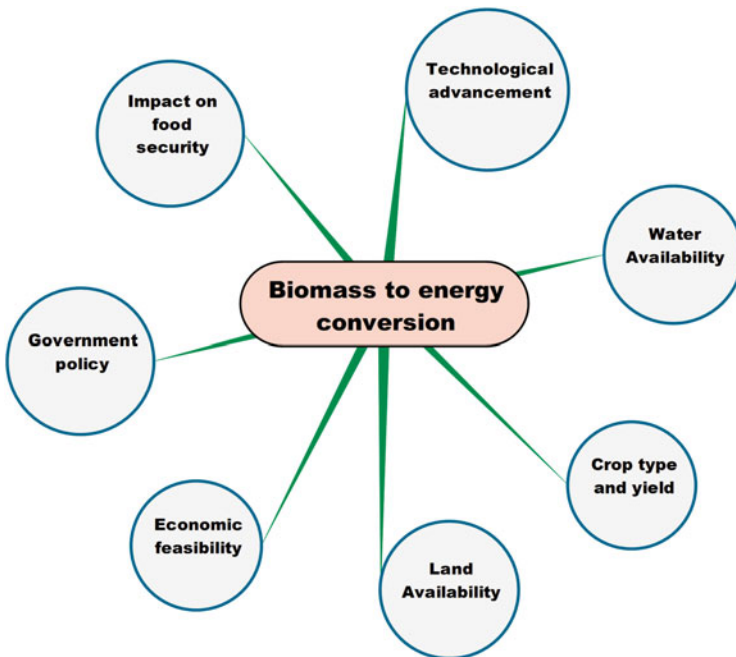 Technological
advancement
Impact on
food
security
Water
Availability
Biomass to energy
conversion
Government
policy
Crop type
and yield
Economic
feasibility
Land
Availability